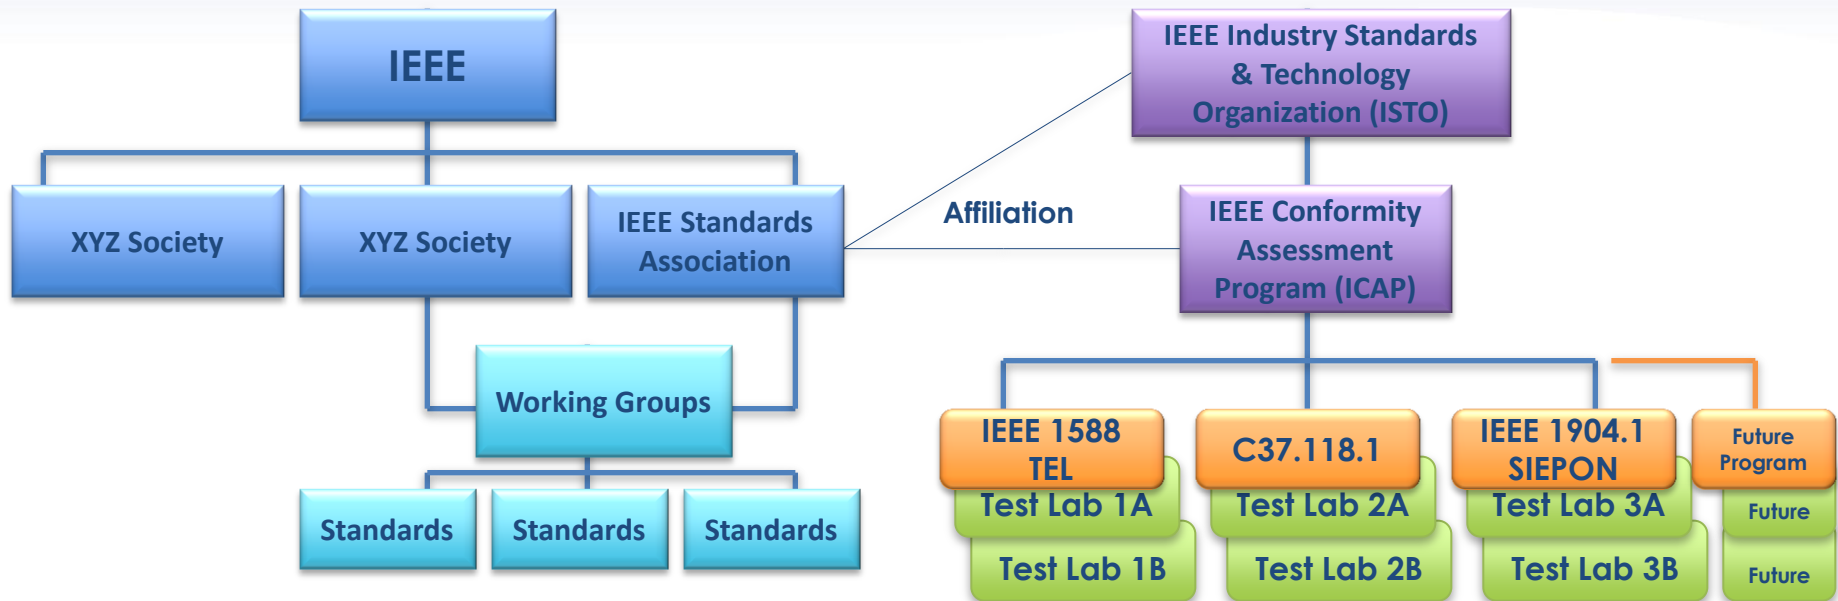 IEEE
IEEE Industry Standards
& Technology
Organization (ISTO)
XYZ Society
XYZ Society
IEEE Standards
Association
Affiliation
IEEE Conformity
Assessment
Program (ICAP)
Working Groups
Standards
Standards
Standards
IEEE 1588
TEL
Test Lab 1A
Test Lab 1B
C37.118.1
Test Lab 2A
Test Lab 2B
IEEE 1904.1
SIEPON
Test Lab 3A
Test Lab 3B
Future
Program
Future
Future